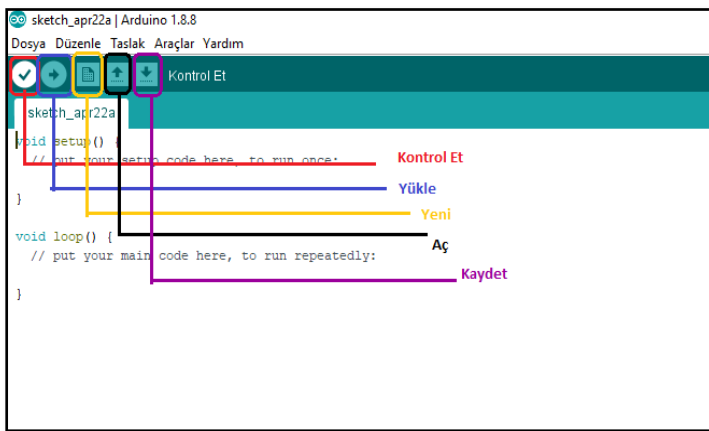 sketch_apr22a | Arduino 1.8.8
Dosya Düzenle Taslak Araçlar Yardım
Kontrol Et
sketch_apr22a
void setup() {
// put your setup code here, to run once:
Kontrol Et
Yükle
}
Yeni
void loop() {
Aç
// put your main code here, to run repeatedly:
Kaydet
}